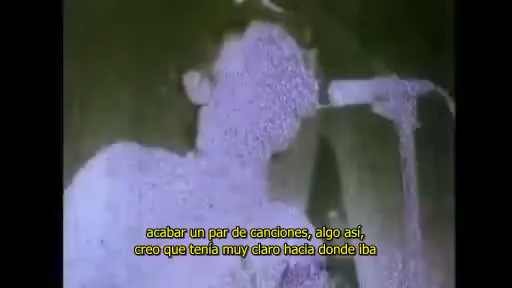 acabar un par de canciones, algo así,
creo que tenía muy claro hacia donde iba